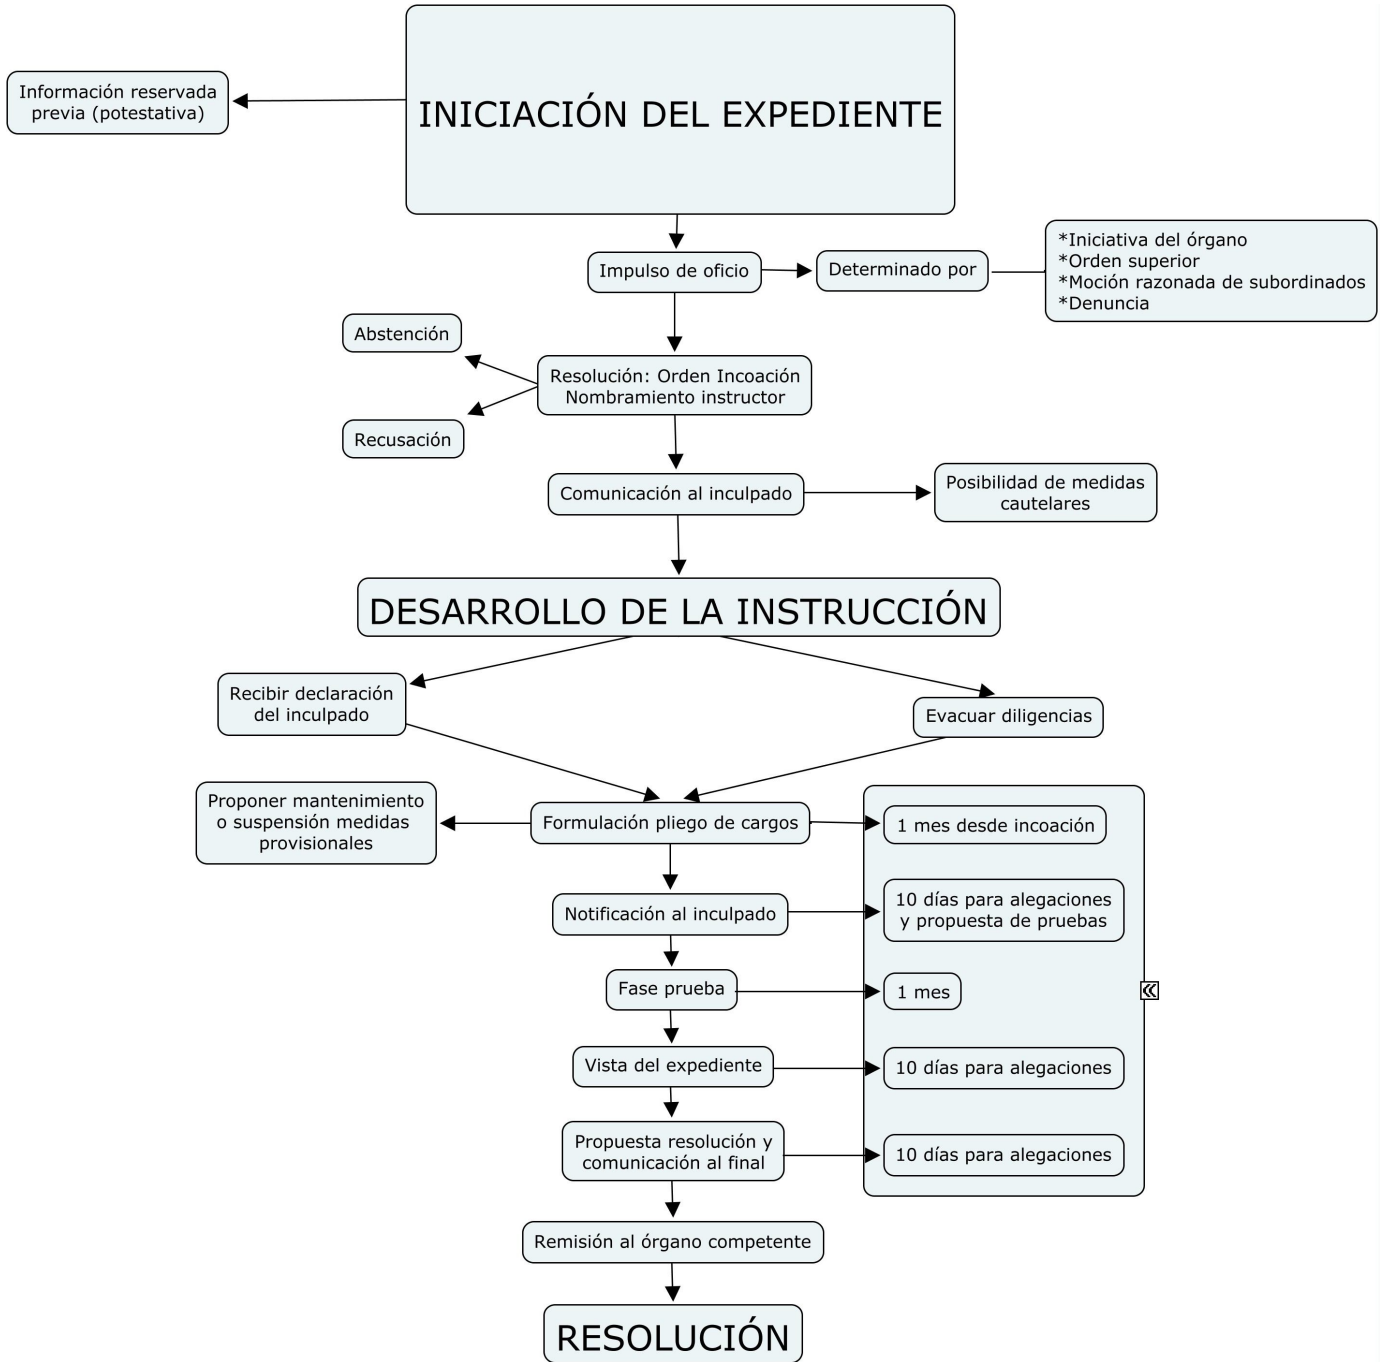 INICIACIÓN DEL EXPEDIENTE
Información reservada
previa (potestativa)
Impulso de oficio
Determinado por
*Iniciativa del órgano
*Orden superior
*Moción razonada de subordinados
*Denuncia
Abstención
Resolución: Orden Incoación
Nombramiento instructor
Recusación
Comunicación al inculpado
Posibilidad de medidas
cautelares
DESARROLLO DE LA INSTRUCCIÓN
Recibir declaración
del inculpado
Evacuar diligencias
Proponer mantenimiento
o suspensión medidas
provisionales
Formulación pliego de cargos
1 mes desde incoación
Notificación al inculpado
10 días para alegaciones
y propuesta de pruebas
Fase prueba
1 mes
Vista del expediente
10 días para alegaciones
Propuesta resolución y
comunicación al final
10 días para alegaciones
Remisión al órgano competente
RESOLUCIÓN